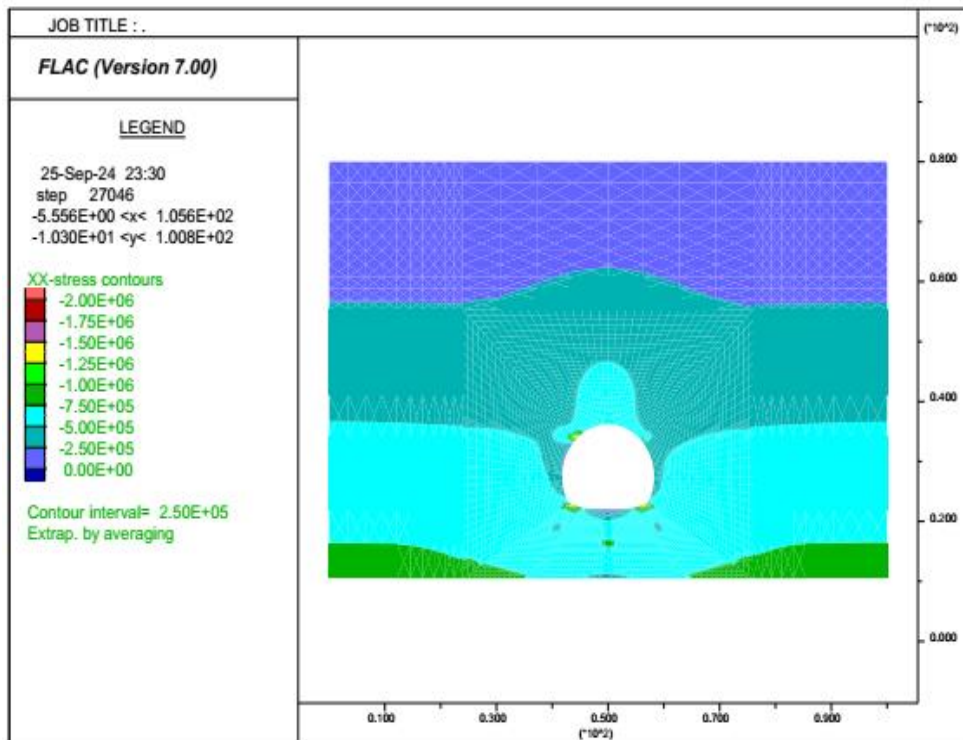 JOB TITLE : .
FLAC (Version 7.00)
LEGEND
25-Sep-24 23:30
step 27046
-5.556E+00 <x< 1.056E+02
-1.030E+01 <y< 1.008E+02
XX-stress contours
-2.00E+06
-1.75E+06
-1.50E+06
-1.25E+06
-1.00E+06
-7.50E+05
-5.00E+05
-2.50E+05
0.00E+00
Contour interval= 2.50E+05
Extrap. by averaging
(*10^2)
0.800
0.600
0.400
0.200
0.000
0.100 0.300 0.500 0.700 0.900
(*10^2)